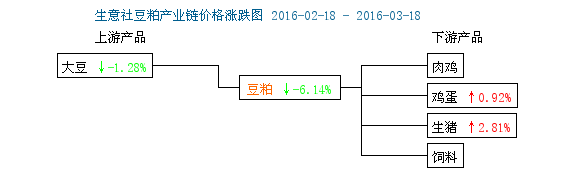 生意社豆粕产业链价格涨跌图 2016-02-18 - 2016-03-18
上游产品
下游产品
大豆 ↓-1.28%
豆粕 ↓-6.14%
肉鸡
鸡蛋 ↑0.92%
生猪 ↑2.81%
饲料